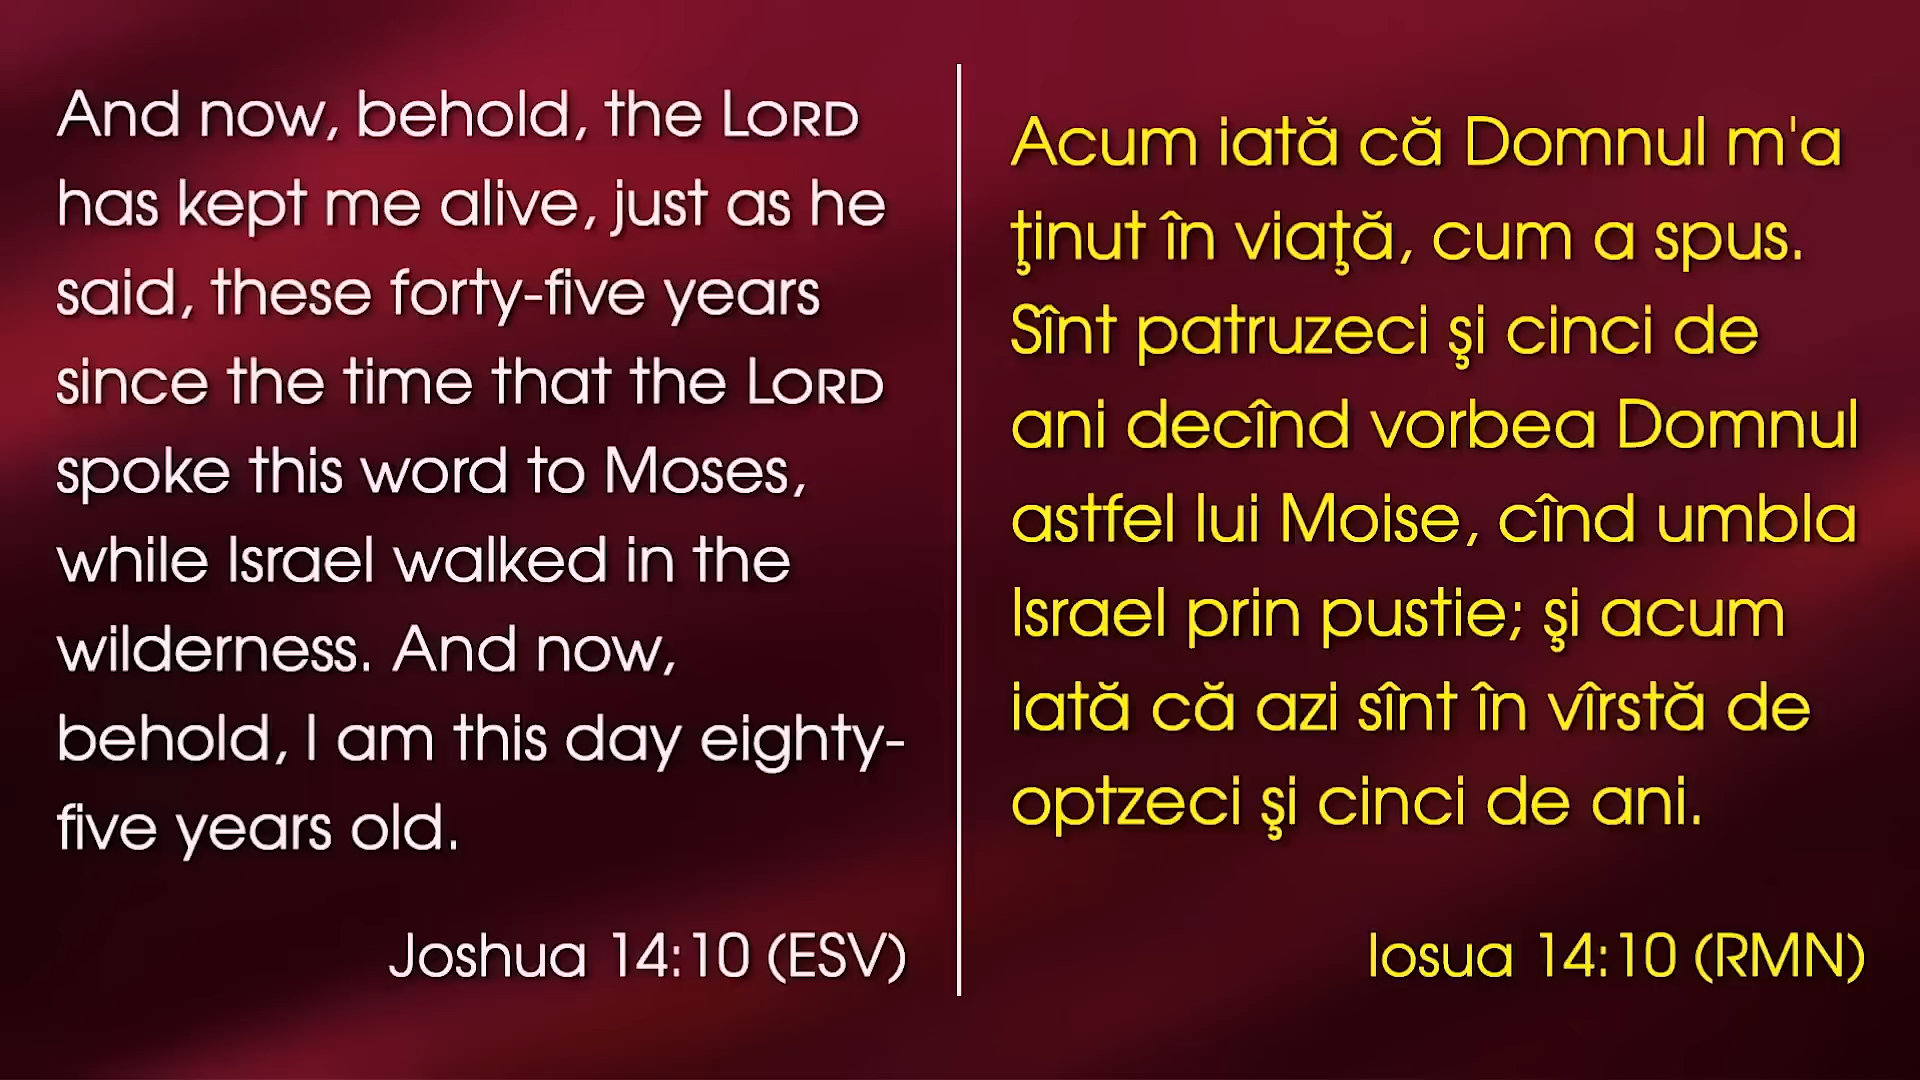 And now, behold, the LORD
has kept me alive, just as he
said, these forty-five years
since the time that the LORD
spoke this word to Moses,
while Israel walked in the
wilderness. And now,
behold, I am this day eighty-
five years old.
Joshua 14:10 (ESV)
Acum iată că Domnul m'a
ţinut în viaţă, cum a spus.
Sînt patruzeci şi cinci de
ani decînd vorbea Domnul
astfel lui Moise, cînd umbla
Israel prin pustie; şi acum
iată că azi sînt în vîrstă de
optzeci şi cinci de ani.
Iosua 14:10 (RMN)